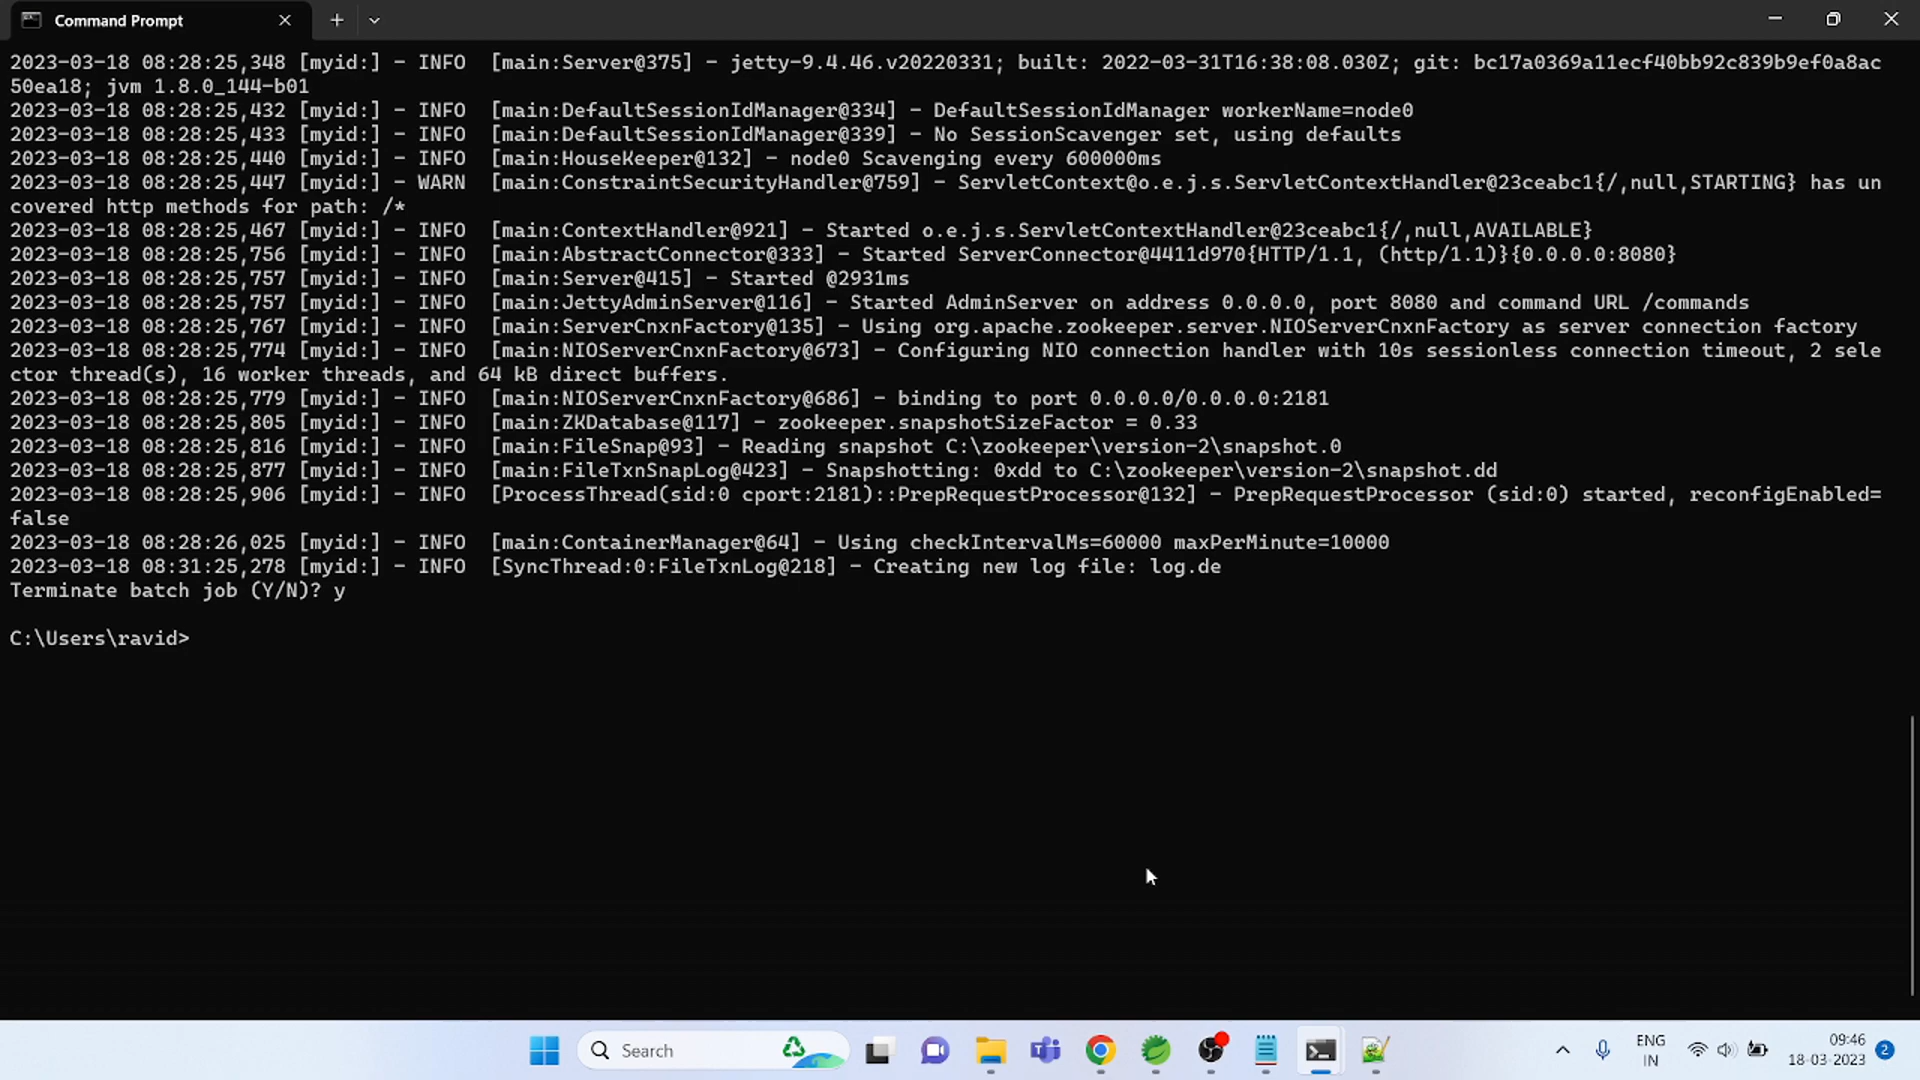 Command Prompt
2023-03-18 08:28:25,348 [myid:] - INFO  [main:Server@375] - jetty-9.4.46.v20220331; built: 2022-03-31T16:38:08.030Z; git: bc17a0369a11ecf40bb92c839b9ef0a8ac
50ea18; jvm 1.8.0_144-b01
2023-03-18 08:28:25,432 [myid:] - INFO  [main:DefaultSessionIdManager@334] - DefaultSessionIdManager workerName=node0
2023-03-18 08:28:25,433 [myid:] - INFO  [main:DefaultSessionIdManager@339] - No SessionScavenger set, using defaults
2023-03-18 08:28:25,440 [myid:] - INFO  [main:HouseKeeper@132] - node0 Scavenging every 600000ms
2023-03-18 08:28:25,447 [myid:] - WARN  [main:ConstraintSecurityHandler@759] - ServletContext@o.e.j.s.ServletContextHandler@23ceabc1{/,null,STARTING} has un
covered http methods for path: /*
2023-03-18 08:28:25,467 [myid:] - INFO  [main:ContextHandler@921] - Started o.e.j.s.ServletContextHandler@23ceabc1{/,null,AVAILABLE}
2023-03-18 08:28:25,756 [myid:] - INFO  [main:AbstractConnector@333] - Started ServerConnector@4411d970{HTTP/1.1, (http/1.1)}{0.0.0.0:8080}
2023-03-18 08:28:25,757 [myid:] - INFO  [main:Server@415] - Started @2931ms
2023-03-18 08:28:25,757 [myid:] - INFO  [main:JettyAdminServer@116] - Started AdminServer on address 0.0.0.0, port 8080 and command URL /commands
2023-03-18 08:28:25,767 [myid:] - INFO  [main:ServerCnxnFactory@135] - Using org.apache.zookeeper.server.NIOServerCnxnFactory as server connection factory
2023-03-18 08:28:25,774 [myid:] - INFO  [main:NIOServerCnxnFactory@673] - Configuring NIO connection handler with 10s sessionless connection timeout, 2 sele
ctor thread(s), 16 worker threads, and 64 kB direct buffers.
2023-03-18 08:28:25,779 [myid:] - INFO  [main:NIOServerCnxnFactory@686] - binding to port 0.0.0.0/0.0.0.0:2181
2023-03-18 08:28:25,805 [myid:] - INFO  [main:ZKDatabase@117] - zookeeper.snapshotSizeFactor = 0.33
2023-03-18 08:28:25,816 [myid:] - INFO  [main:FileSnap@93] - Reading snapshot C:\zookeeper\version-2\snapshot.0
2023-03-18 08:28:25,877 [myid:] - INFO  [main:FileTxnSnapLog@423] - Snapshotting: 0xdd to C:\zookeeper\version-2\snapshot.dd
2023-03-18 08:28:25,906 [myid:] - INFO  [ProcessThread(sid:0 cport:2181)::PrepRequestProcessor@132] - PrepRequestProcessor (sid:0) started, reconfigEnabled=
false
2023-03-18 08:28:26,025 [myid:] - INFO  [main:ContainerManager@64] - Using checkIntervalMs=60000 maxPerMinute=10000
2023-03-18 08:31:25,278 [myid:] - INFO  [SyncThread:0:FileTxnLog@218] - Creating new log file: log.de
Terminate batch job (Y/N)? y
C:\Users\ravid>
Search
ENG
IN
09:46
18-03-2023
2